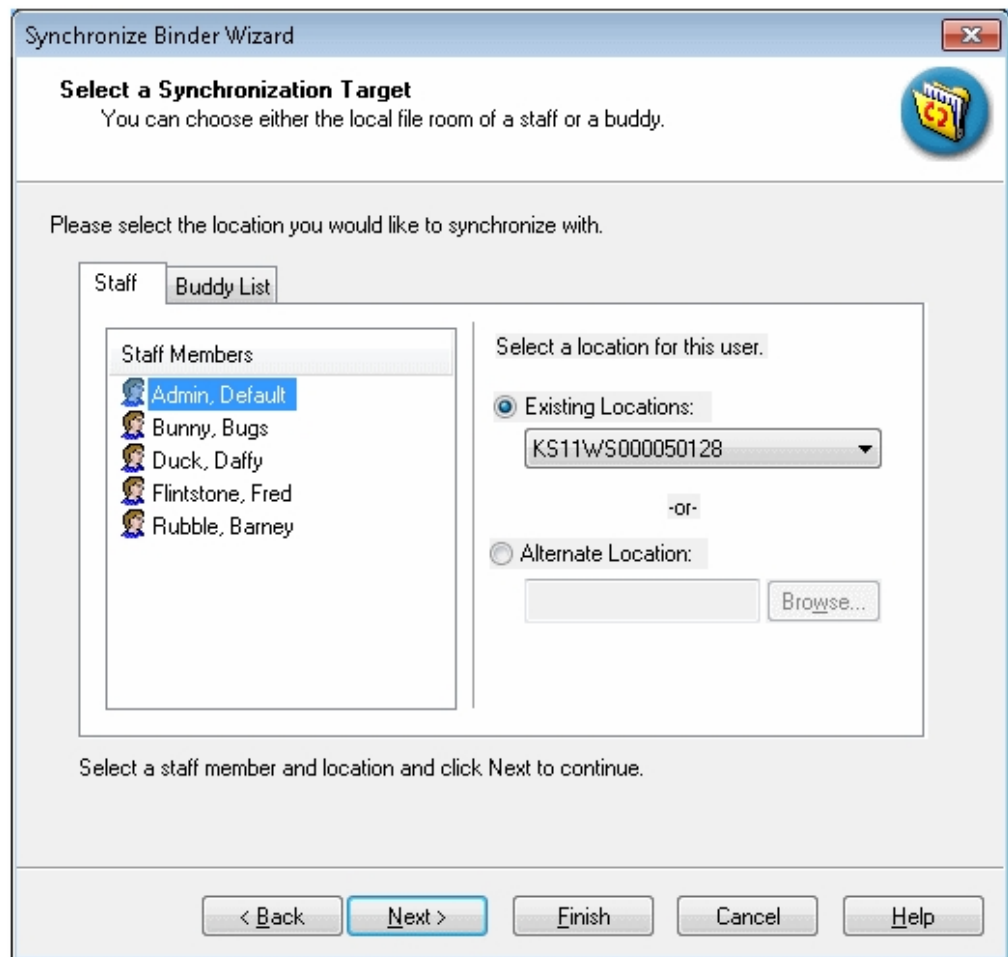 Synchronize Binder Wizard
Select a Synchronization Target
You can choose either the local file room of a staff or a buddy.
Please select the location you would like to synchronize with.
Staff
Buddy List
Staff Members
Admin, Default
Bunny, Bugs
Duck, Daffy
Flintstone, Fred
Rubble, Barney
Select a location for this user.
Existing Locations:
KS11WS000050128
-or-
Alternate Location:
Browse...
Select a staff member and location and click Next to continue.
< Back
Next >
Finish
Cancel
Help